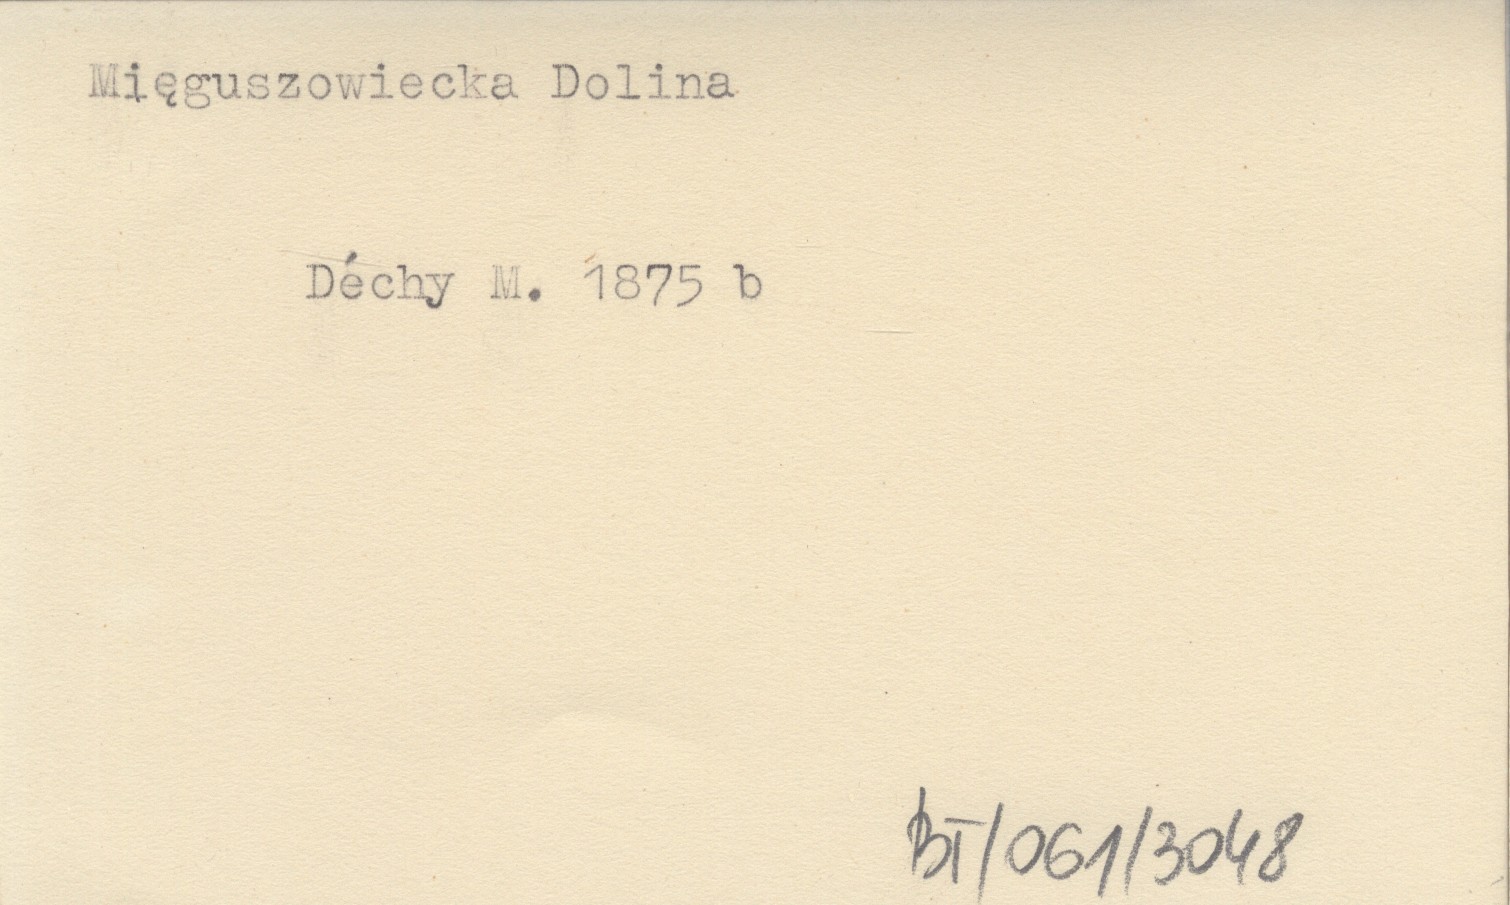 Mięguszowiecka Dolina
Déchy M. 1875 b
BT/061/3048